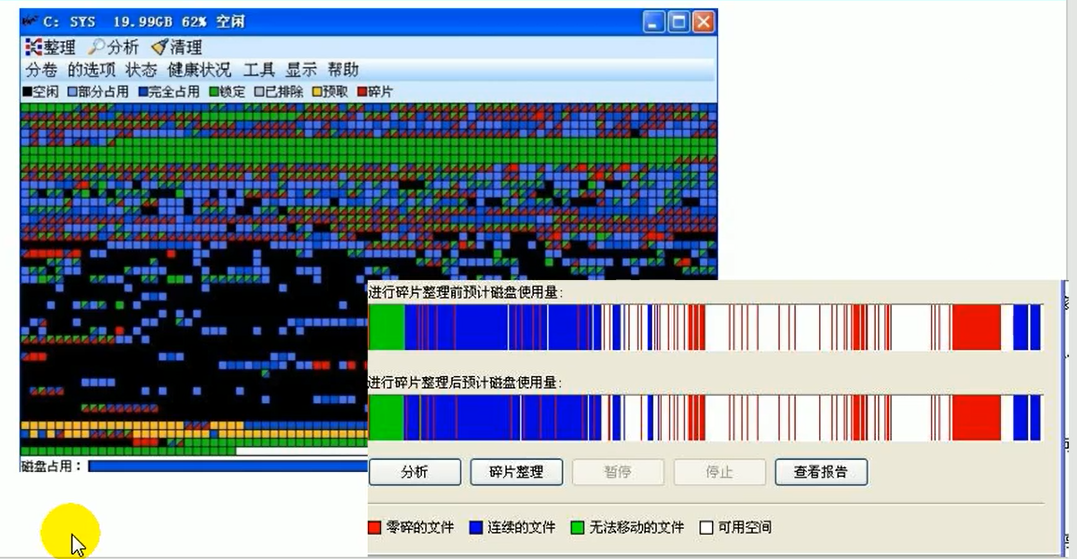 C: SYS 19.99GB 62% 空闲
整理 分析 清理
分卷 的选项 状态 健康状况 工具 显示 帮助
空闲 部分占用 完全占用 锁定 已排除 预取 碎片
磁盘占用：
进行碎片整理前预计磁盘使用量:
进行碎片整理后预计磁盘使用量:
分析 碎片整理 暂停 停止 查看报告
零碎的文件 连续的文件 无法移动的文件 可用空间